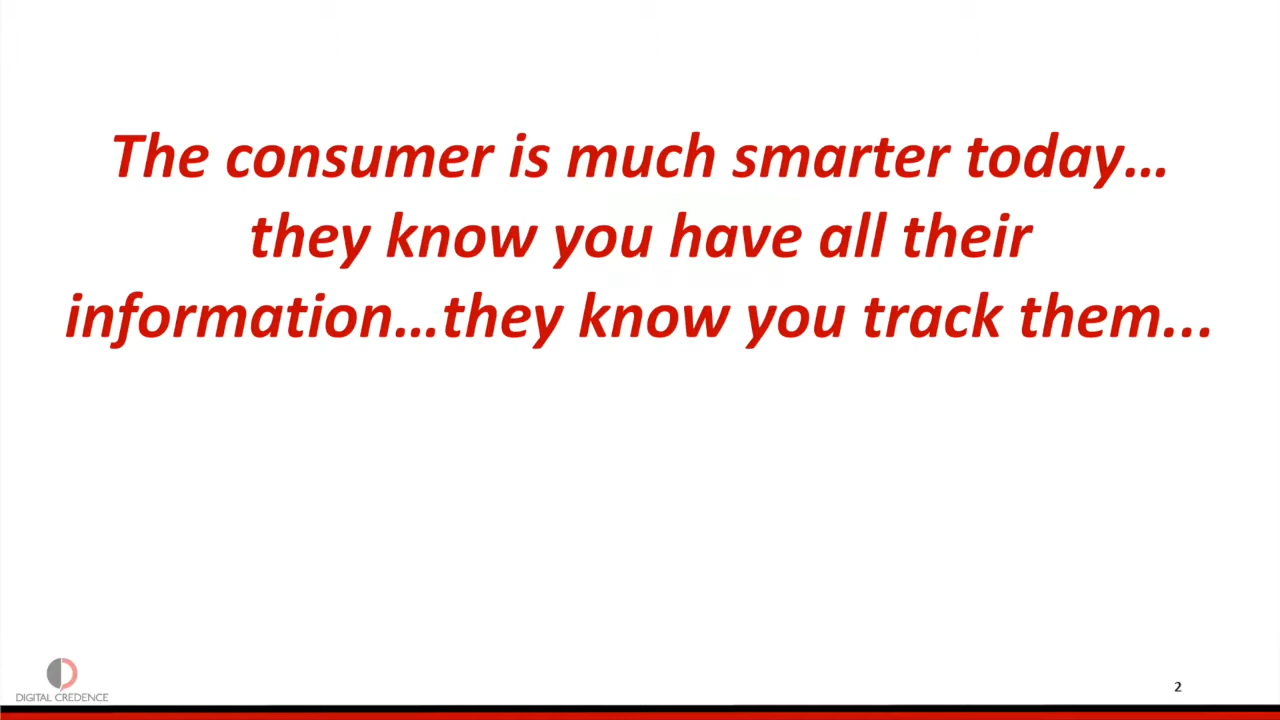 The consumer is much smarter today…
they know you have all their
information…they know you track them...
DIGITAL CREDENCE
2